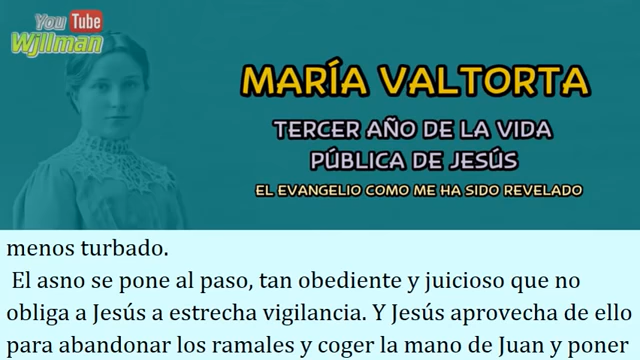 You Tube
Wjllman
MARÍA VALTORTA
TERCER AÑO DE LA VIDA
PÚBLICA DE JESÚS
EL EVANGELIO COMO ME HA SIDO REVELADO
menos turbado.
El asno se pone al paso, tan obediente y juicioso que no
obliga a Jesús a estrecha vigilancia. Y Jesús aprovecha de ello
para abandonar los ramales y coger la mano de Juan y poner